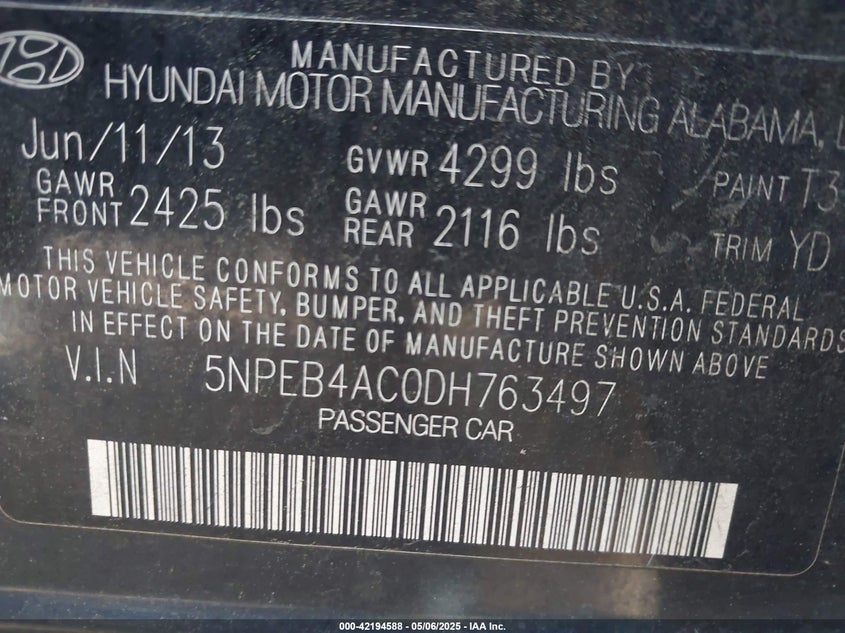 MANUFACTURED BY
HYUNDAI MOTOR MANUFACTURING ALABAMA,
Jun/11/13 GVWR 4299 lbs PAINT T3
GAWR FRONT 2425 lbs GAWR REAR 2116 lbs TRIM YD
THIS VEHICLE CONFORMS TO ALL APPLICABLE U.S.A. FEDERAL
MOTOR VEHICLE SAFETY, BUMPER, AND THEFT PREVENTION STANDARDS
IN EFFECT ON THE DATE OF MANUFACTURE SHOWN ABOVE
V.I.N 5NPEB4AC0DH763497
PASSENGER CAR
000-42194588 - 05/06/2025 - IAA Inc.